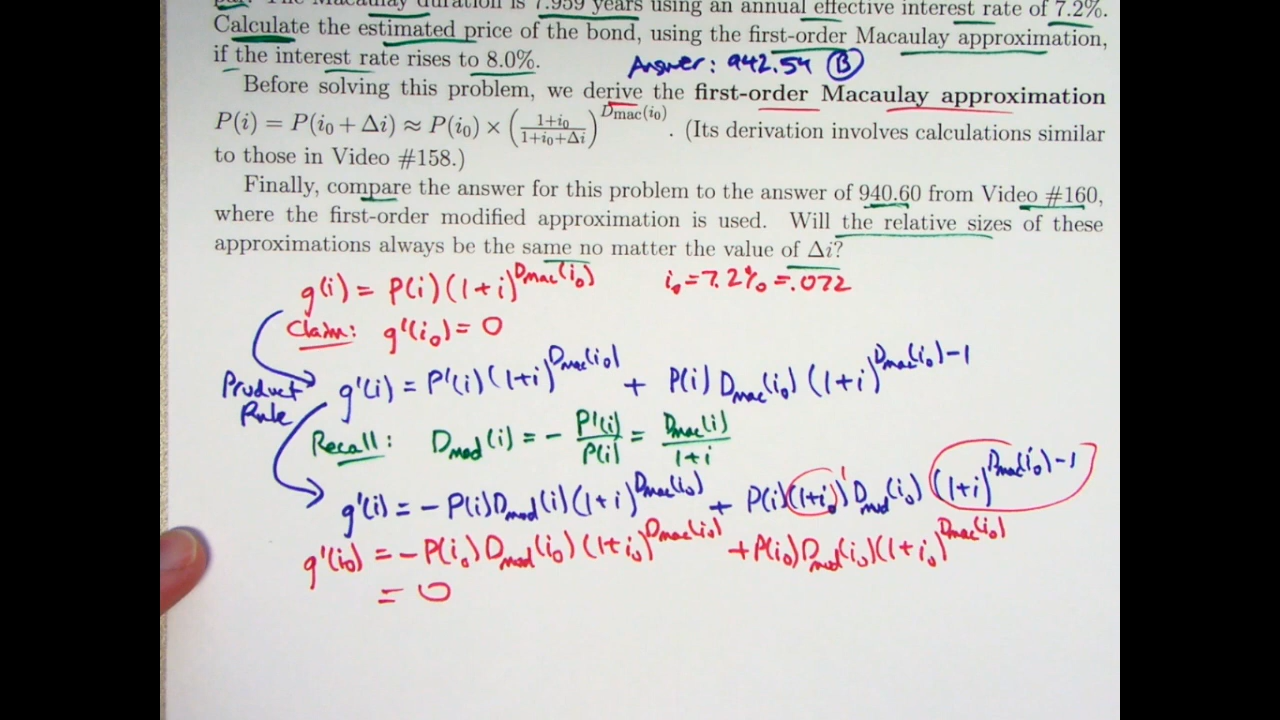 par. The Macaulay duration is 7.959 years using an annual effective interest rate of 7.2%.
Calculate the estimated price of the bond, using the first-order Macaulay approximation,
if the interest rate rises to 8.0%.
Answer: 942.54 (B)
Before solving this problem, we derive the first-order Macaulay approximation
P(i) = P(i₀ + Δi) ≈ P(i₀) × ((1+i₀)/(1+i₀+Δi))^(Dmac(i₀)). (Its derivation involves calculations similar
to those in Video #158.)
Finally, compare the answer for this problem to the answer of 940.60 from Video #160,
where the first-order modified approximation is used. Will the relative sizes of these
approximations always be the same no matter the value of Δi?
g(i) = P(i)(1+i)^(Dmac(i₀)) i₀ = 7.2% = .072
Claim: g'(i₀) = 0
Product Rule g'(i) = P'(i)(1+i)^(Dmac(i₀)) + P(i) Dmac(i₀) (1+i)^(Dmac(i₀)-1)
Recall: Dmod(i) = - P'(i)/P(i) = Dmac(i)/(1+i)
g'(i) = -P(i)Dmod(i)(1+i)^(Dmac(i₀)) + P(i)(1+i₀)¹ Dmod(i₀) (1+i)^(Dmac(i₀)-1)
g'(i₀) = -P(i₀)Dmod(i₀)(1+i₀)^(Dmac(i₀)) + P(i₀)Dmod(i₀)(1+i₀)^(Dmac(i₀))
= 0